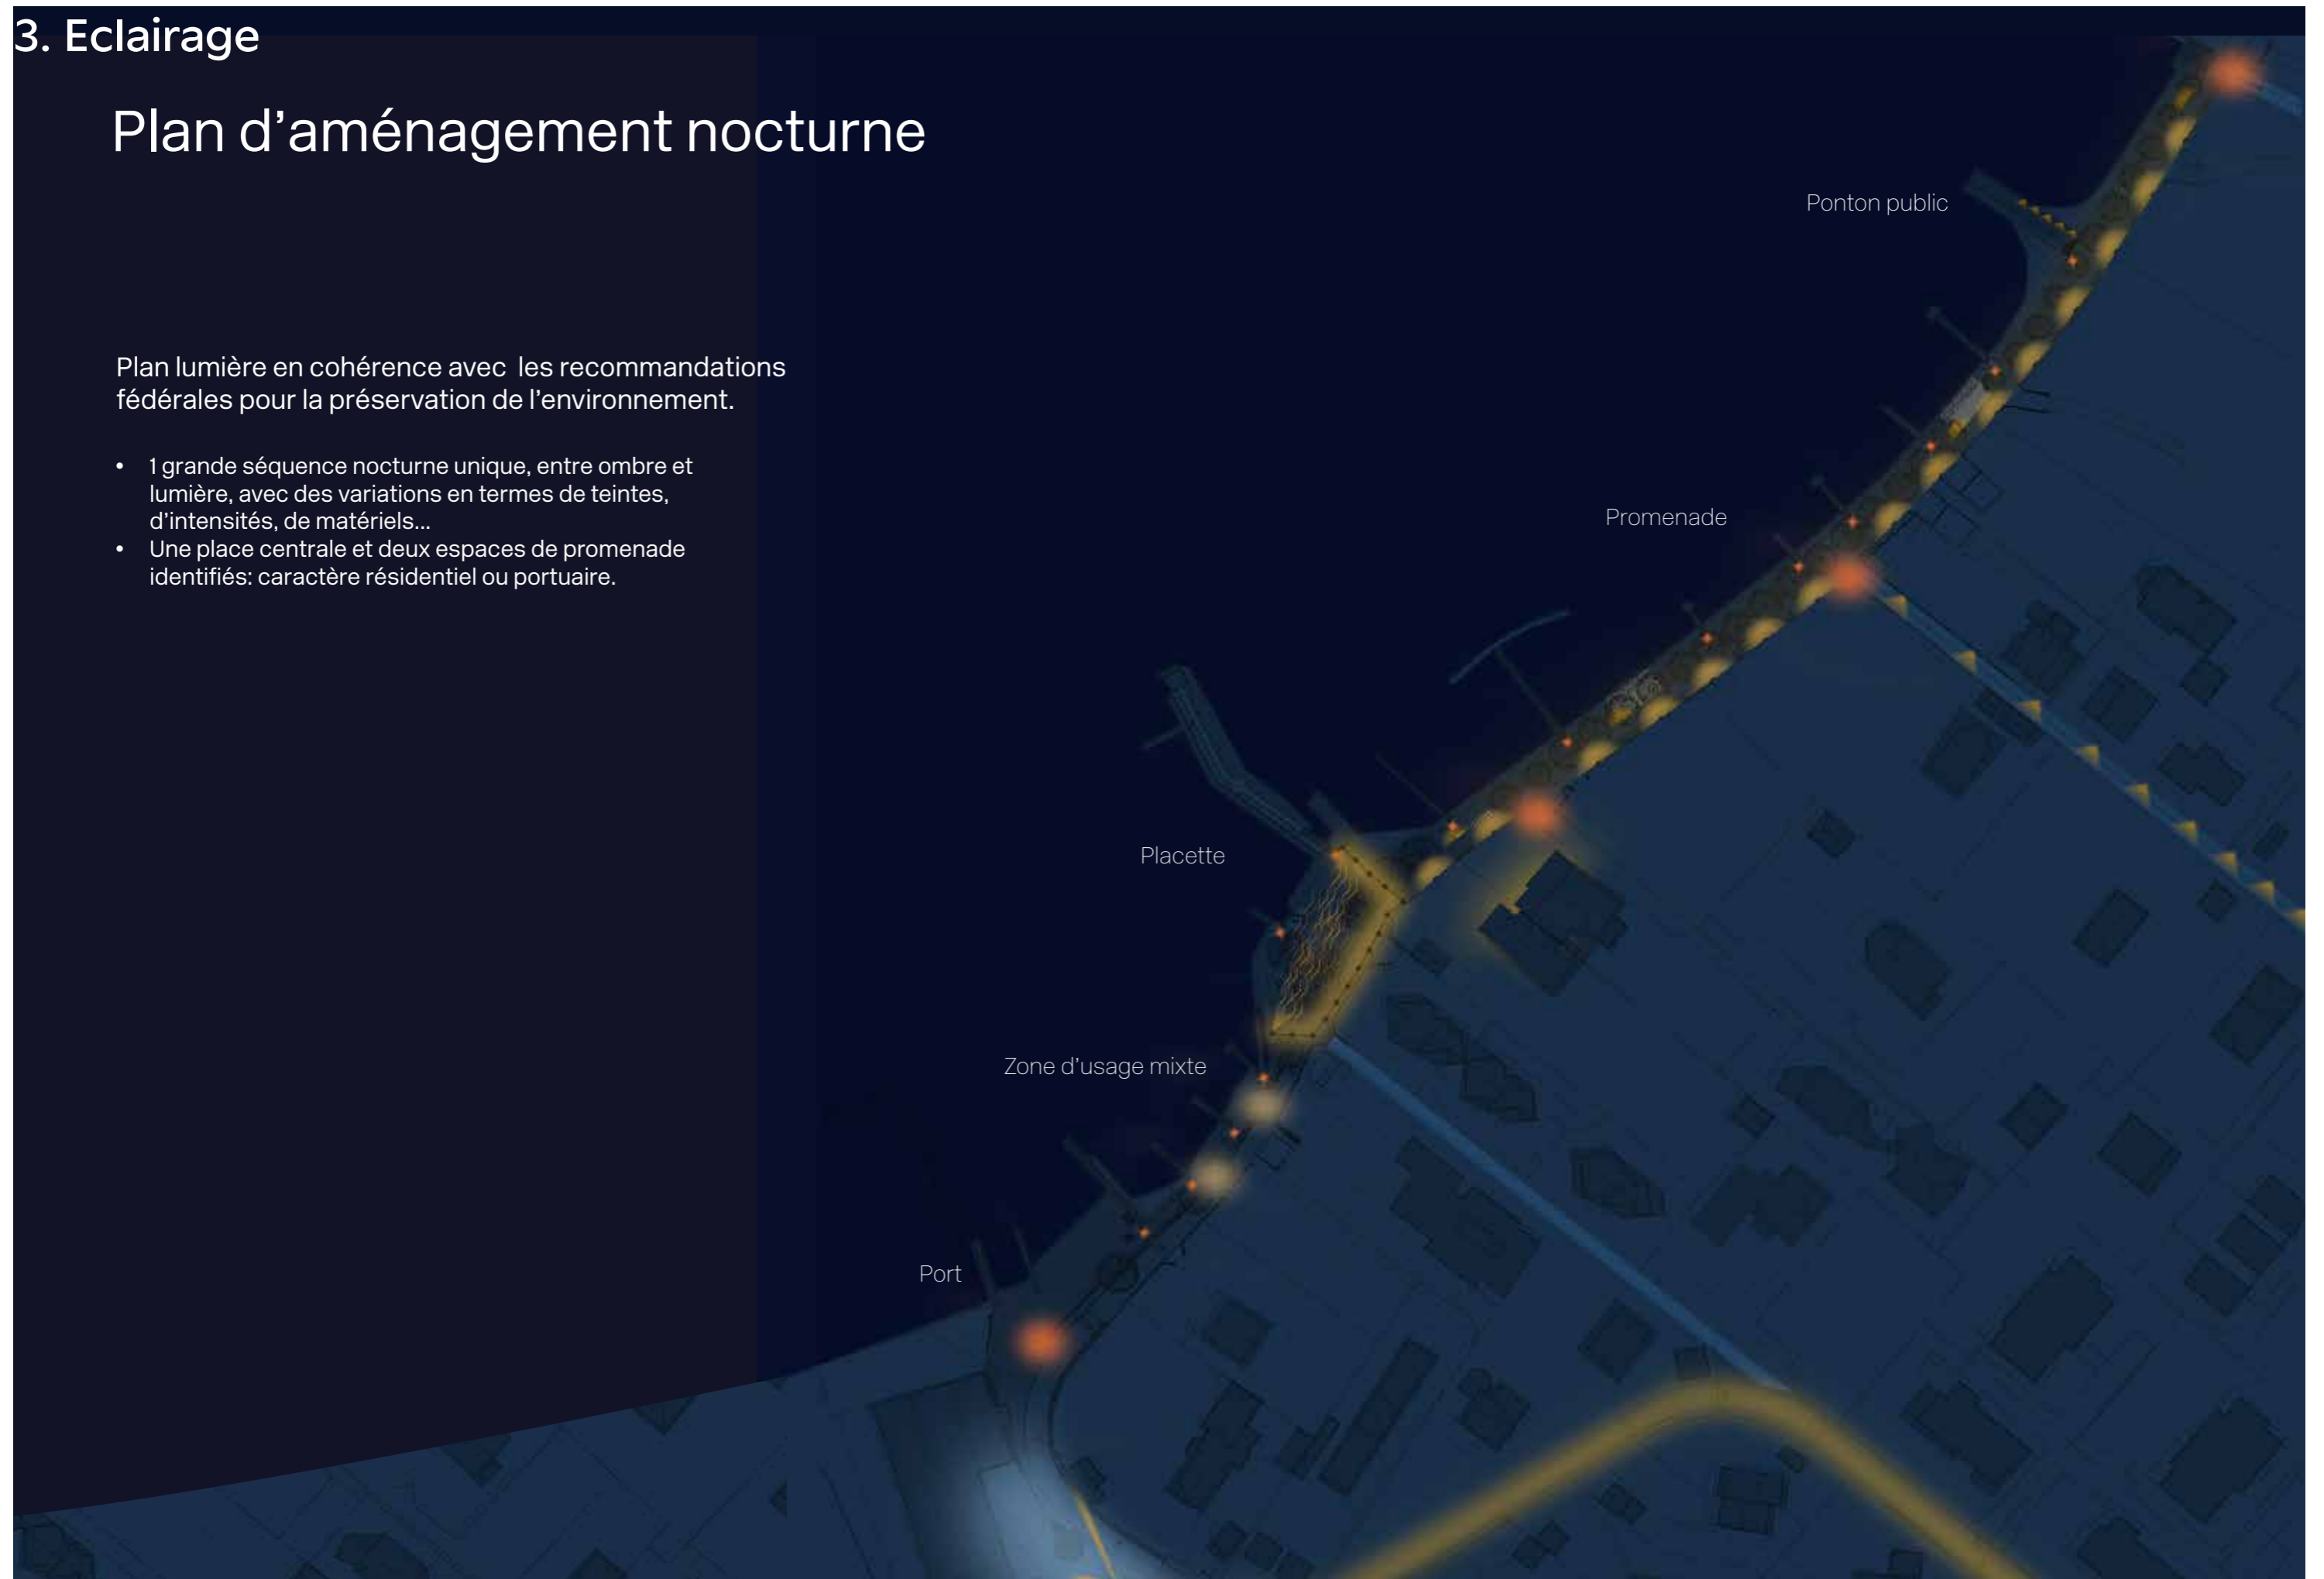 3. Eclairage
Plan d’aménagement nocturne
Plan lumière en cohérence avec  les recommandations
fédérales pour la préservation de l’environnement.
• 1 grande séquence nocturne unique, entre ombre et
lumière, avec des variations en termes de teintes,
d’intensités, de matériels...
• Une place centrale et deux espaces de promenade
identifiés: caractère résidentiel ou portuaire.
Ponton public
Promenade
Placette
Zone d’usage mixte
Port